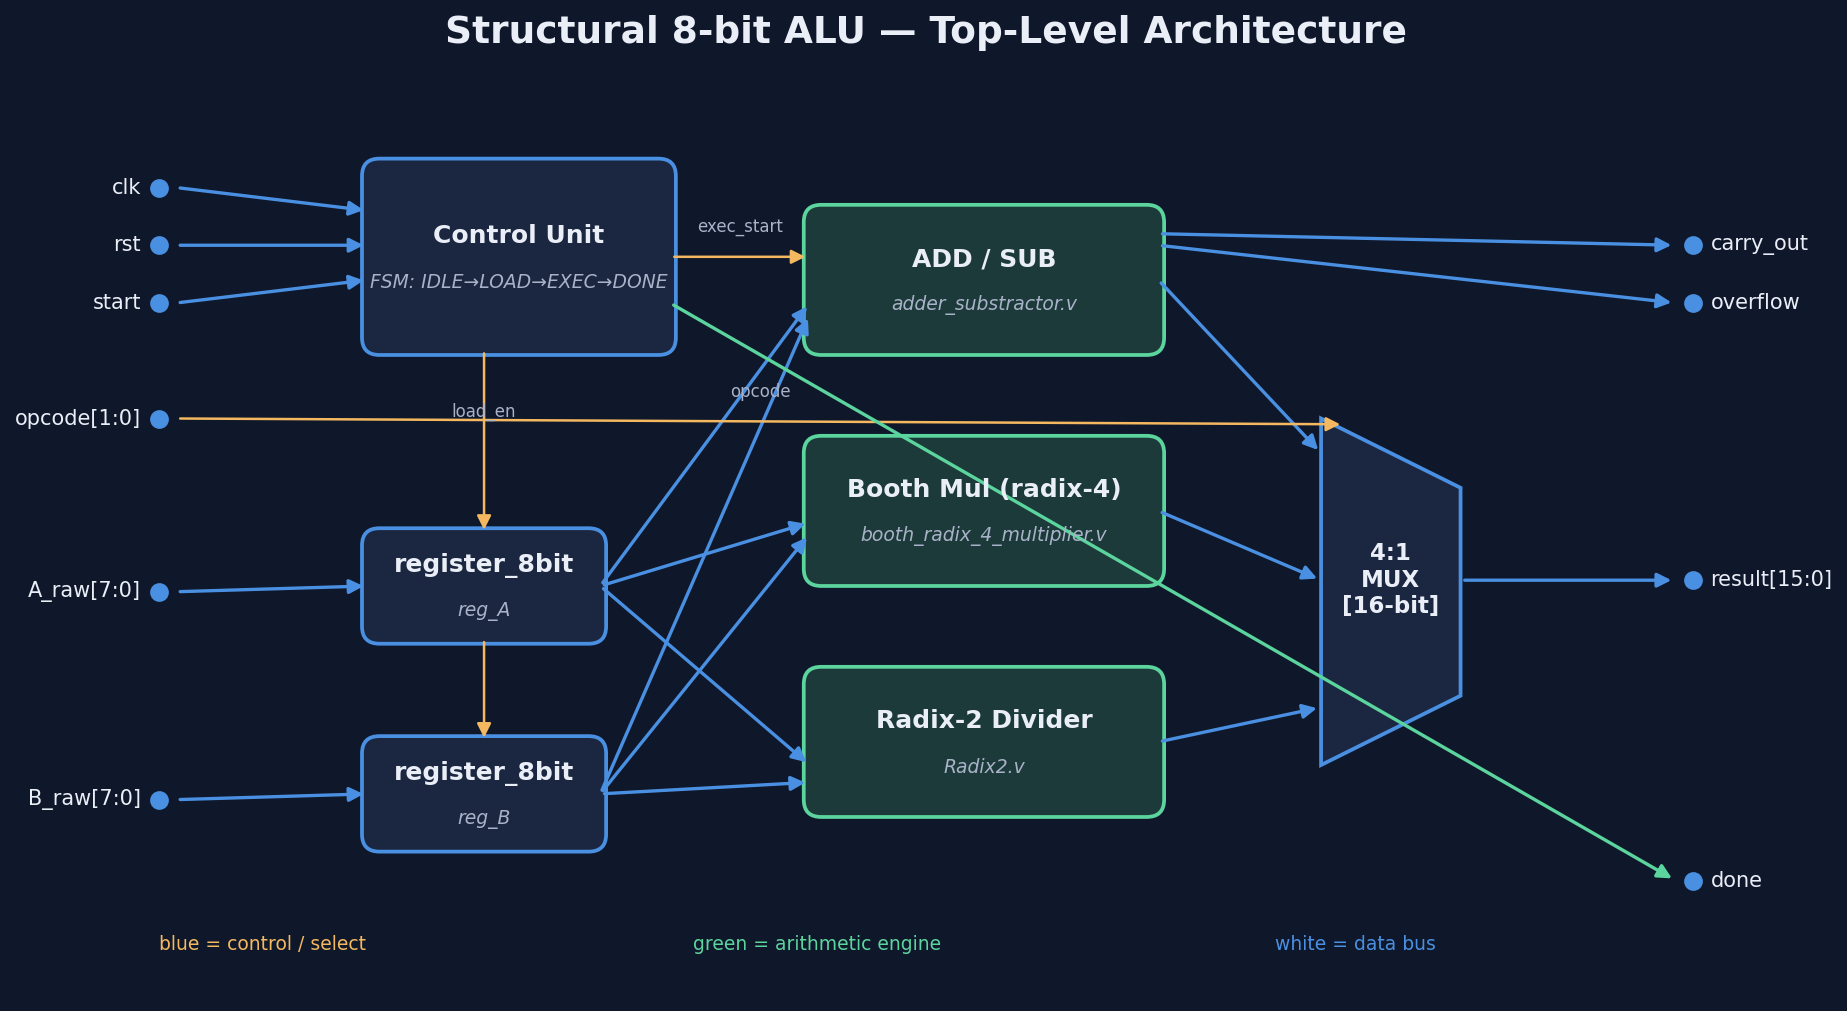 Structural 8-bit ALU — Top-Level Architecture
clk
rst
start
opcode[1:0]
A_raw[7:0]
B_raw[7:0]
Control Unit
FSM: IDLE→LOAD→EXEC→DONE
exec_start
load_en
opcode
register_8bit
reg_A
register_8bit
reg_B
ADD / SUB
adder_substractor.v
Booth Mul (radix-4)
booth_radix_4_multiplier.v
Radix-2 Divider
Radix2.v
4:1
MUX
[16-bit]
carry_out
overflow
result[15:0]
done
blue = control / select
green = arithmetic engine
white = data bus